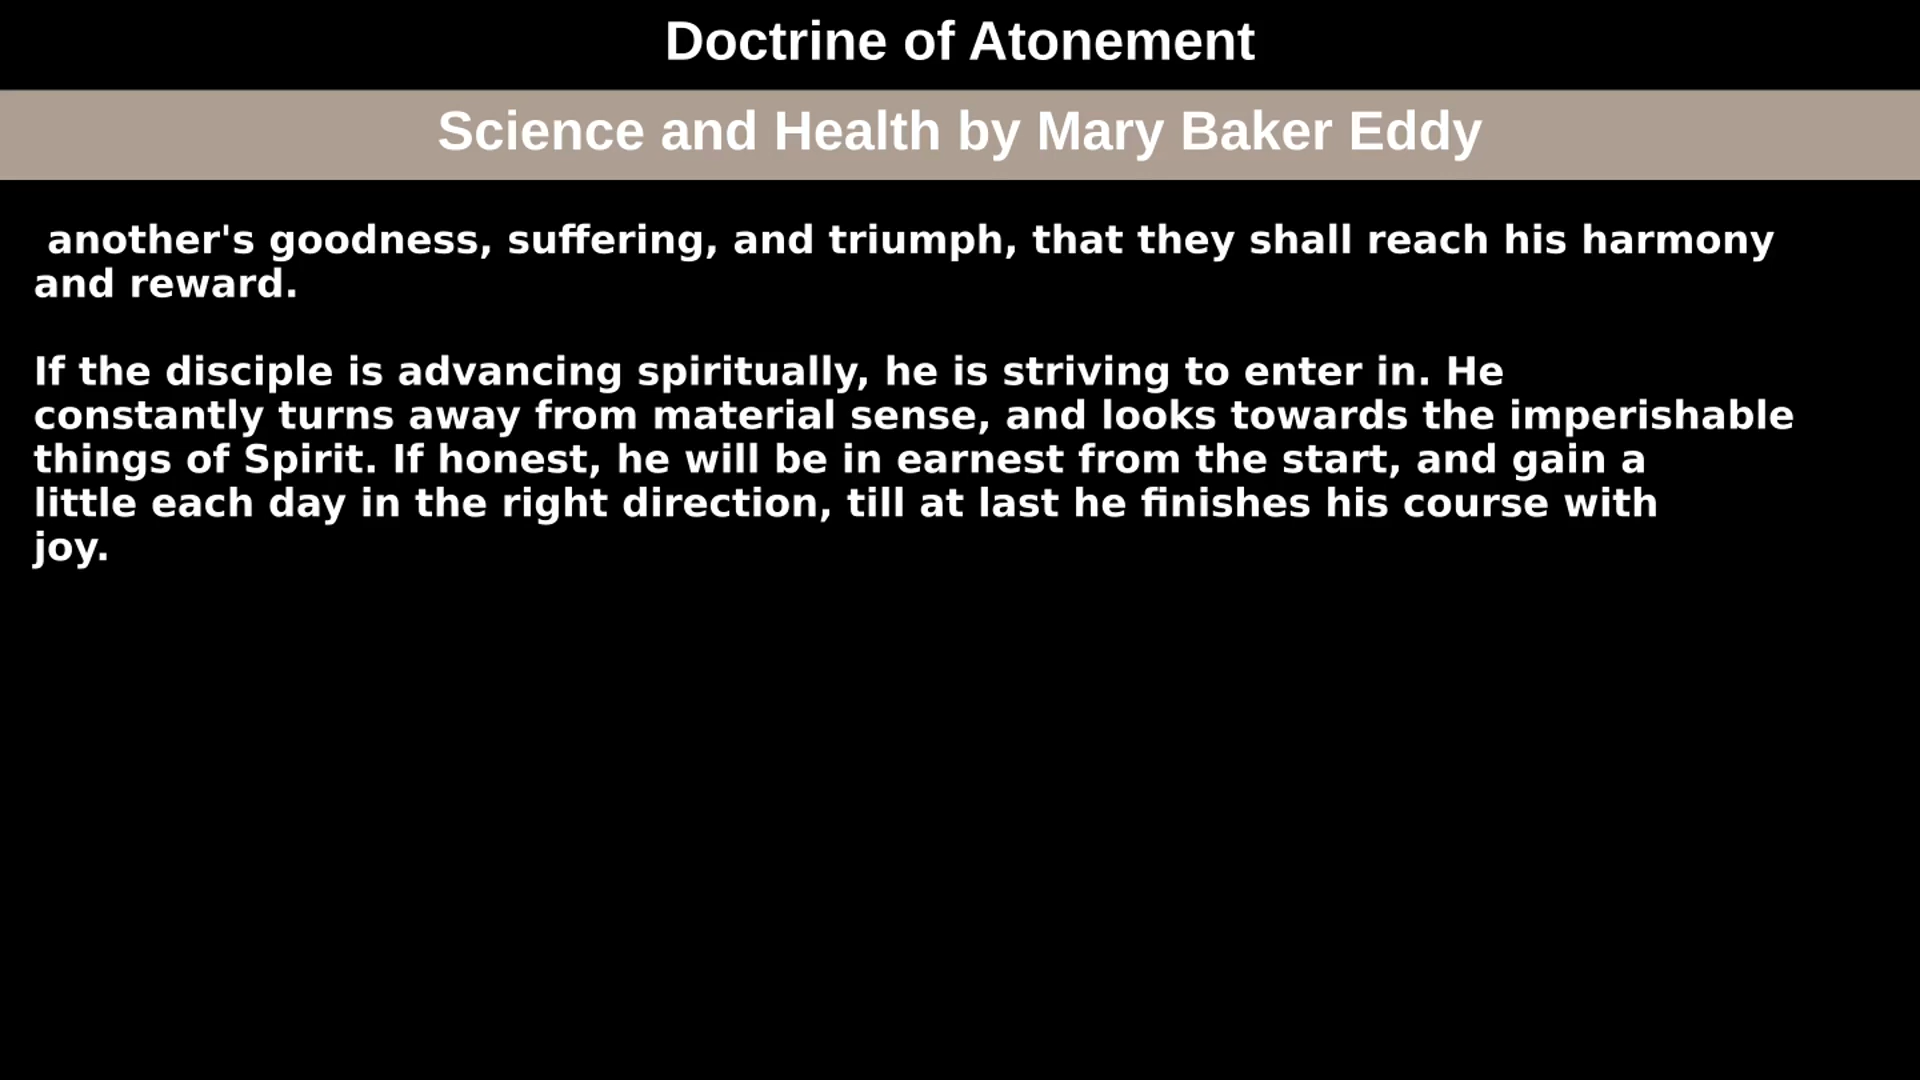 Doctrine of Atonement
Science and Health by Mary Baker Eddy
another's goodness, suffering, and triumph, that they shall reach his harmony
and reward.
If the disciple is advancing spiritually, he is striving to enter in. He
constantly turns away from material sense, and looks towards the imperishable
things of Spirit. If honest, he will be in earnest from the start, and gain a
little each day in the right direction, till at last he finishes his course with
joy.